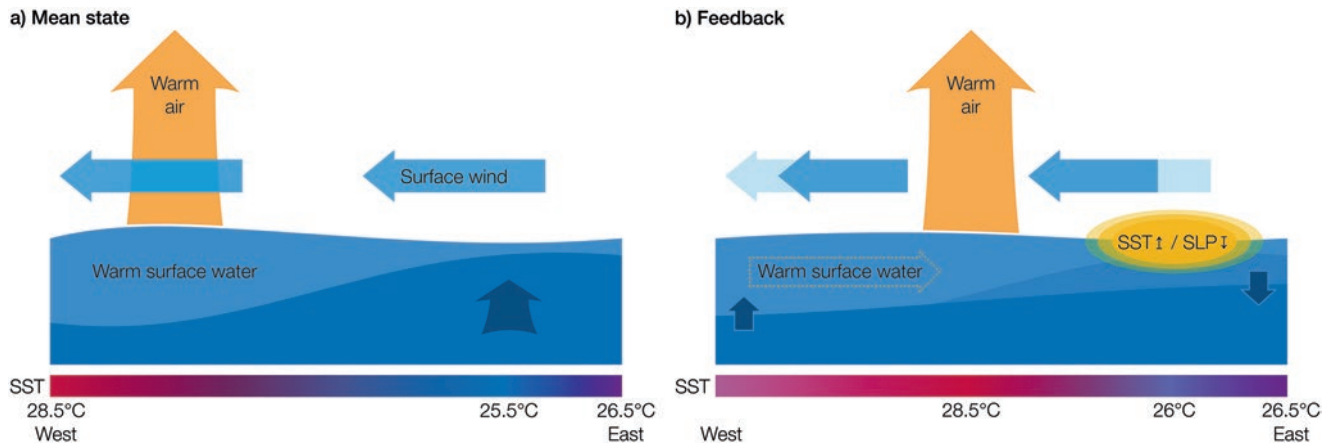 a) Mean state
Warm
air
Surface wind
Warm surface water
SST
28.5°C
25.5°C
26.5°C
West
East
b) Feedback
Warm
air
SST↥ / SLP↧
Warm surface water
SST
28.5°C
26°C
26.5°C
West
East